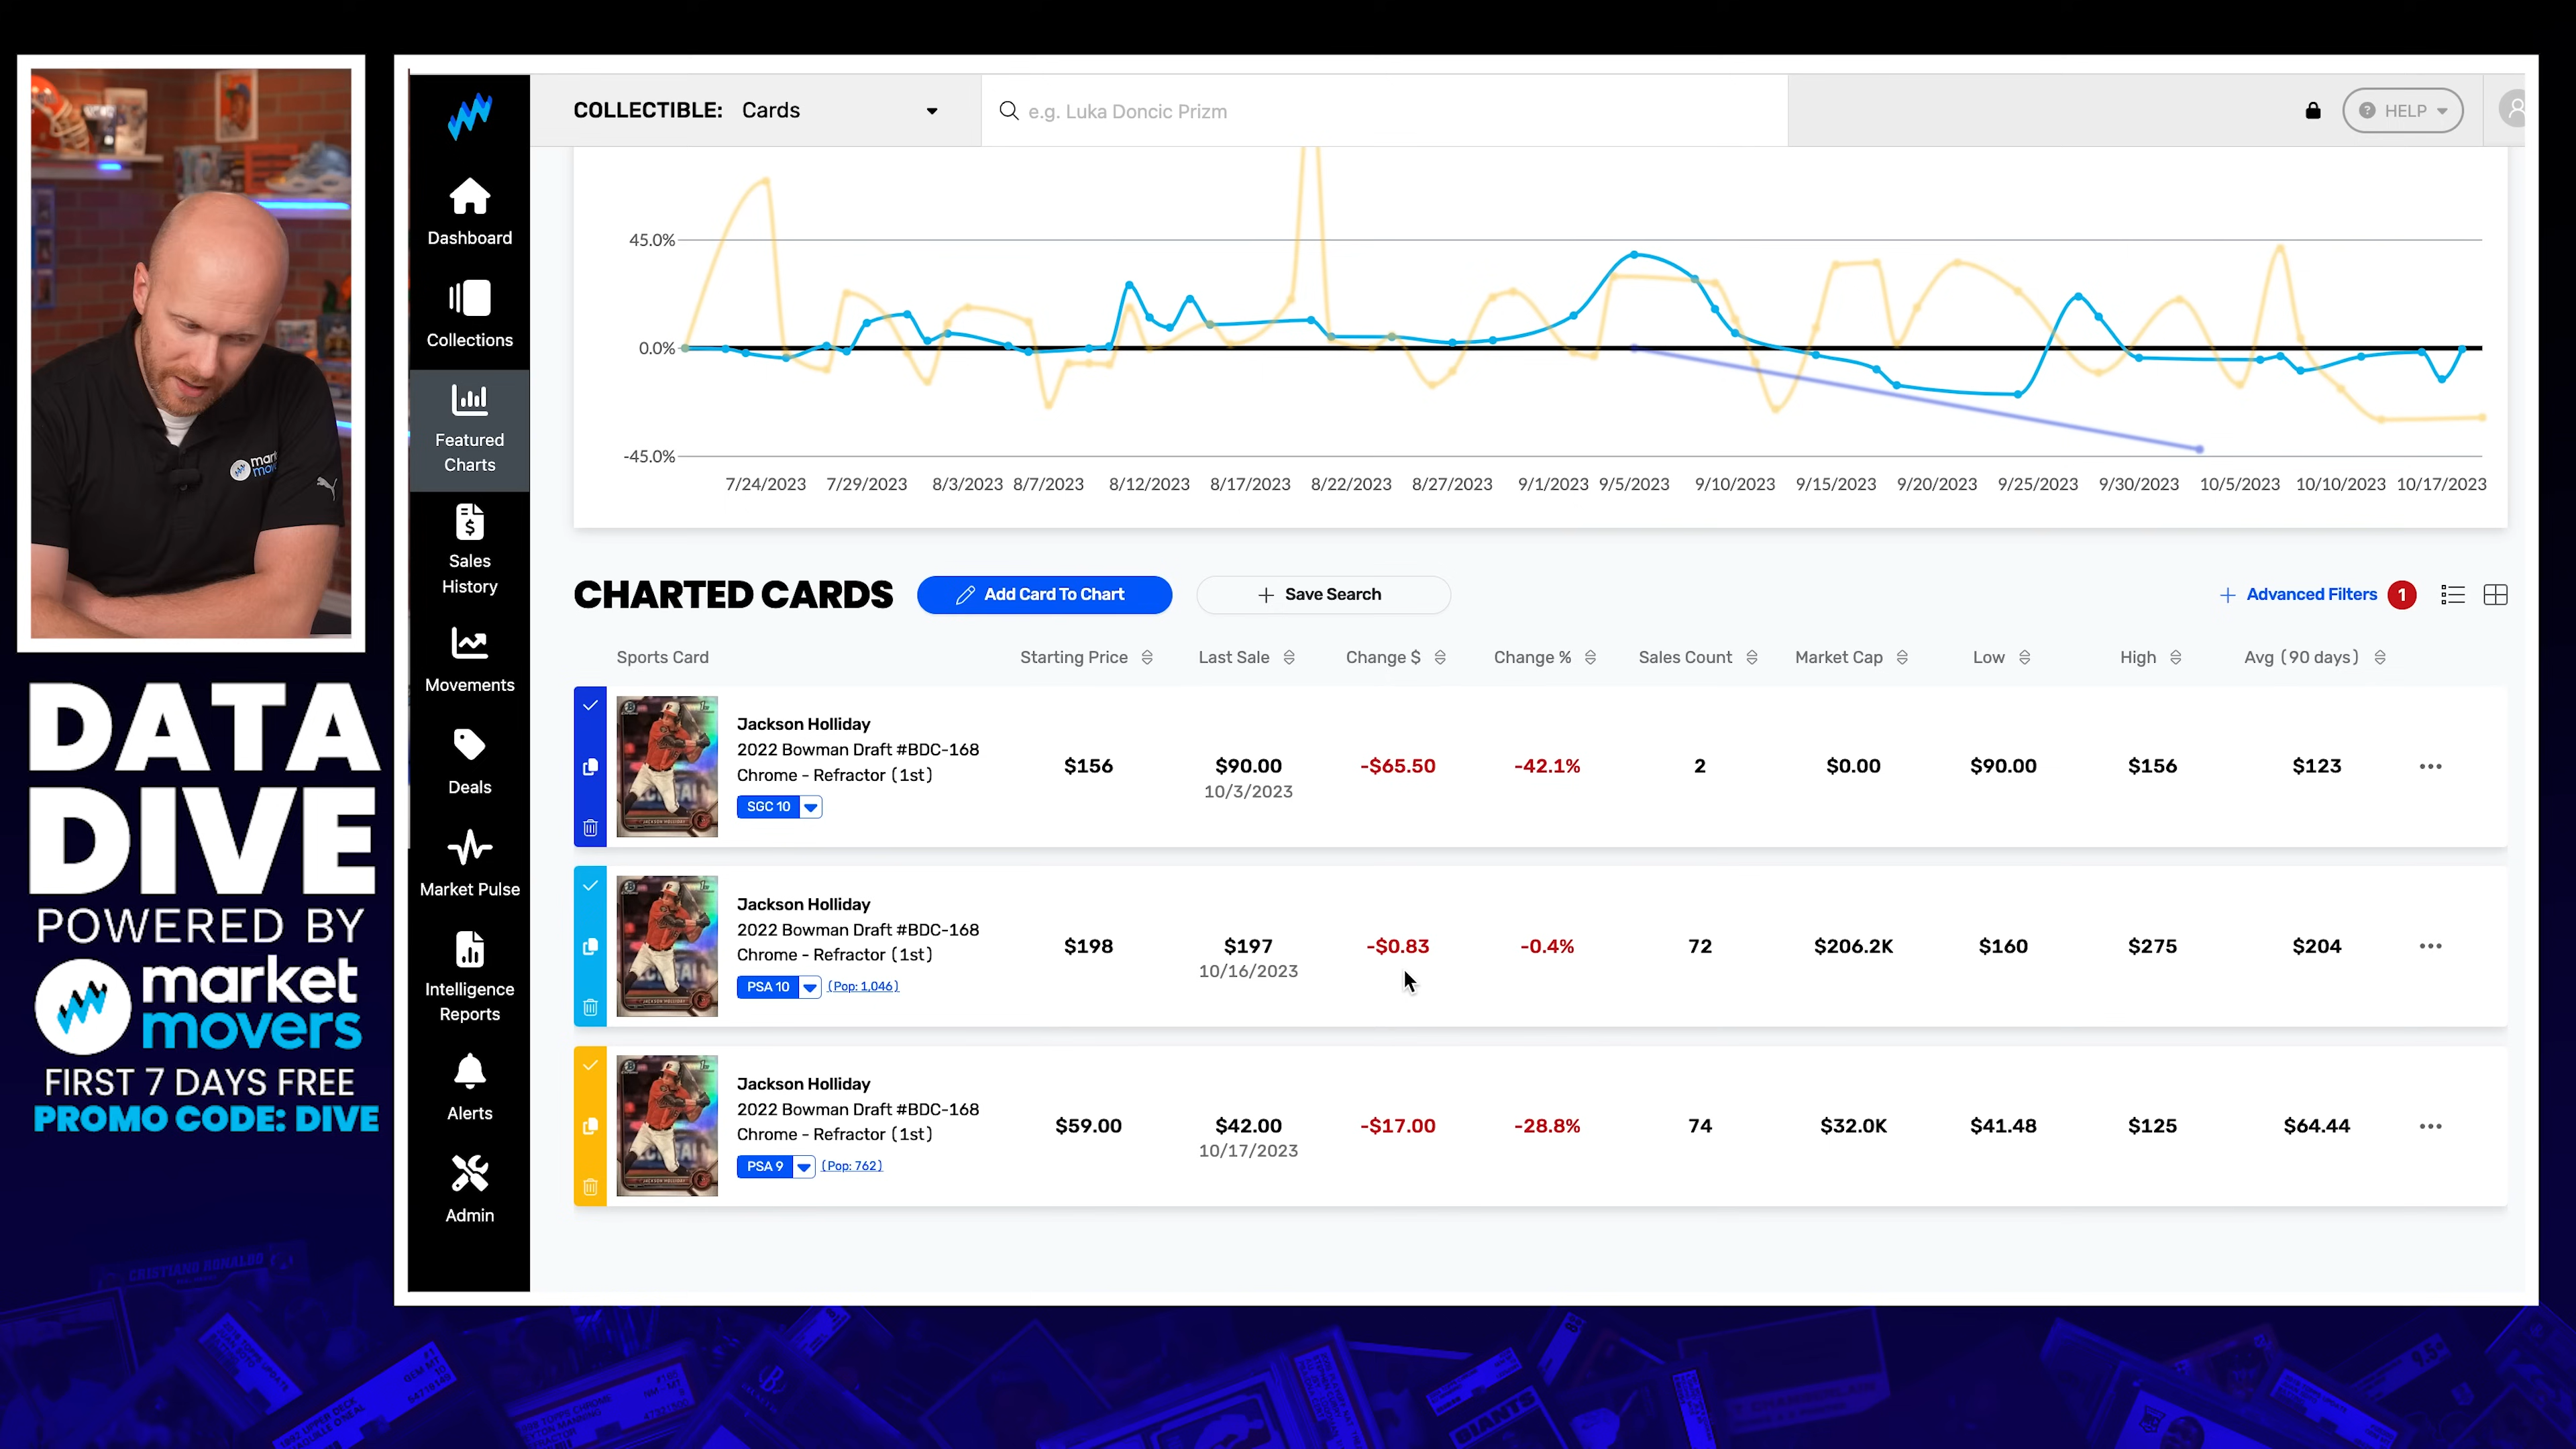 COLLECTIBLE: Cards
e.g. Luka Doncic Prizm
HELP
Dashboard
Collections
Featured
Charts
Sales
History
Movements
Deals
Market Pulse
Intelligence
Reports
Alerts
Admin
45.0%
0.0%
-45.0%
7/24/2023 7/29/2023 8/3/2023 8/7/2023 8/12/2023 8/17/2023 8/22/2023 8/27/2023 9/1/2023 9/5/2023 9/10/2023 9/15/2023 9/20/2023 9/25/2023 9/30/2023 10/5/2023 10/10/2023 10/17/2023
CHARTED CARDS Add Card To Chart + Save Search + Advanced Filters 1
Sports Card Starting Price Last Sale Change $ Change % Sales Count Market Cap Low High Avg (90 days)
Jackson Holliday
2022 Bowman Draft #BDC-168
Chrome - Refractor (1st)
SGC 10
$156 $90.00 -$65.50 -42.1% 2 $0.00 $90.00 $156 $123
10/3/2023
Jackson Holliday
2022 Bowman Draft #BDC-168
Chrome - Refractor (1st)
PSA 10 (Pop: 1,046)
$198 $197 -$0.83 -0.4% 72 $206.2K $160 $275 $204
10/16/2023
Jackson Holliday
2022 Bowman Draft #BDC-168
Chrome - Refractor (1st)
PSA 9 (Pop: 762)
$59.00 $42.00 -$17.00 -28.8% 74 $32.0K $41.48 $125 $64.44
10/17/2023
DATA
DIVE
POWERED BY
market
movers
FIRST 7 DAYS FREE
PROMO CODE: DIVE
CRISTIANO RONALDO
GIANTS